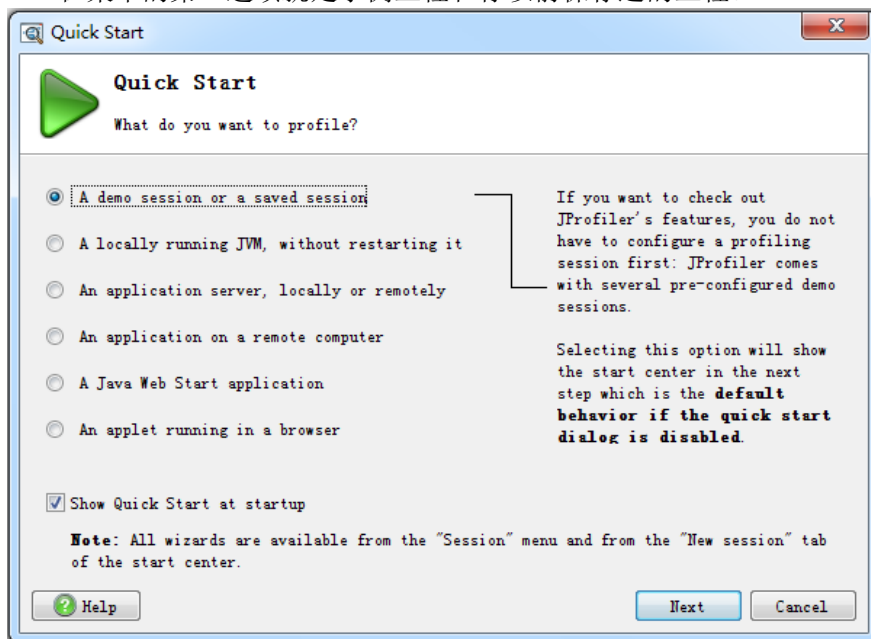 Quick Start
Quick Start
What do you want to profile?
A demo session or a saved session
A locally running JVM, without restarting it
An application server, locally or remotely
An application on a remote computer
A Java Web Start application
An applet running in a browser
If you want to check out
JProfiler's features, you do not
have to configure a profiling
session first: JProfiler comes
with several pre-configured demo
sessions.
Selecting this option will show
the start center in the next
step which is the default
behavior if the quick start
dialog is disabled.
Show Quick Start at startup
Note: All wizards are available from the "Session" menu and from the "New session" tab
of the start center.
Help
Next
Cancel